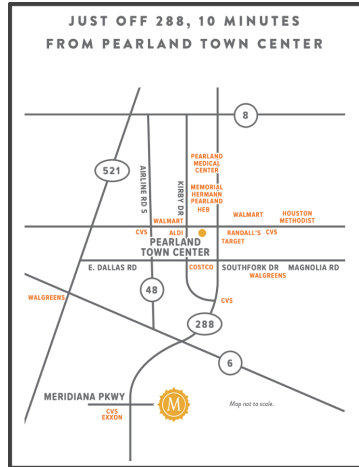 JUST OFF 288, 10 MINUTES
FROM PEARLAND TOWN CENTER
8
521
AIRLINE RD S
KIRBY DR
PEARLAND
MEDICAL
CENTER
MEMORIAL
HERMANN
PEARLAND
HEB
WALMART
WALMART
HOUSTON
METHODIST
CVS
ALDI
RANDALL'S
CVS
TARGET
PEARLAND
TOWN CENTER
E. DALLAS RD
COSTCO
SOUTHFORK DR
MAGNOLIA RD
WALGREENS
48
WALGREENS
CVS
288
6
MERIDIANA PKWY
M
Map not to scale.
CVS
EXXON